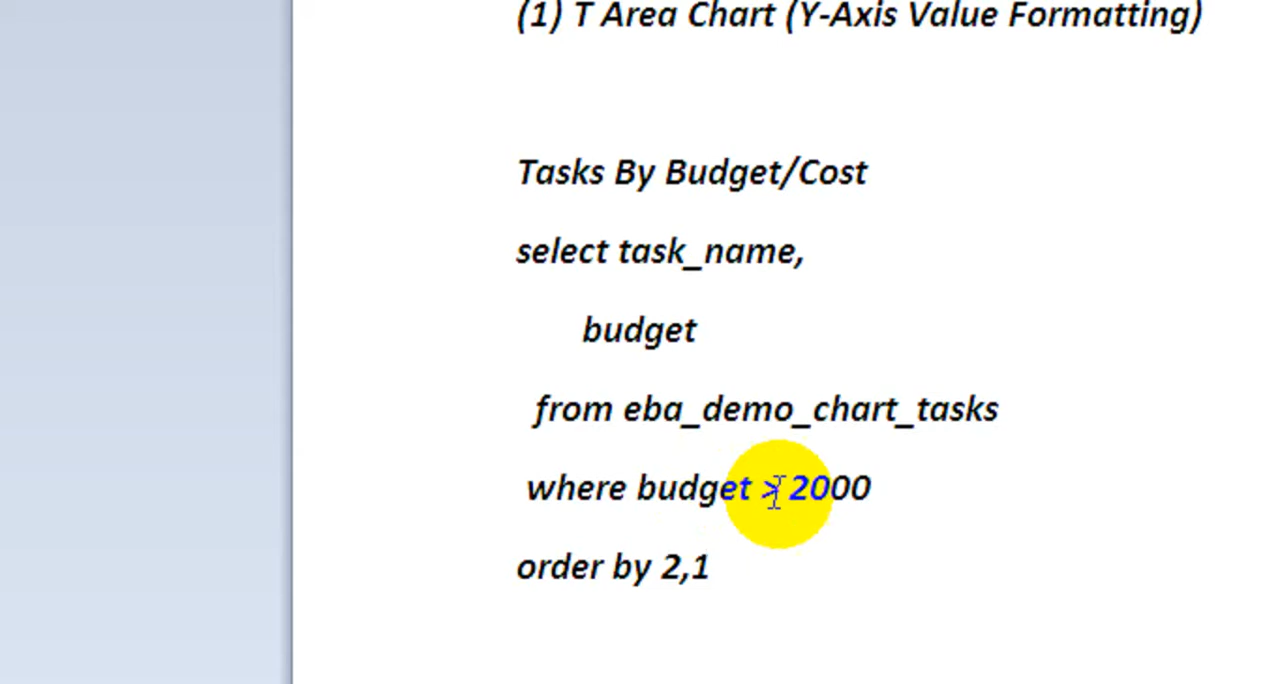 (1) T Area Chart (Y-Axis Value Formatting)
Tasks By Budget/Cost
select task_name,
budget
from eba_demo_chart_tasks
where budget > 2000
order by 2,1